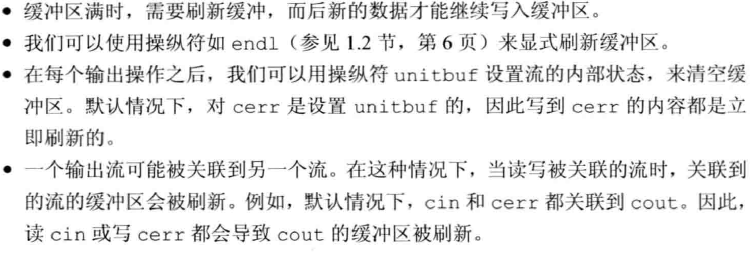 • 缓冲区满时，需要刷新缓冲，而后新的数据才能继续写入缓冲区。
• 我们可以使用操纵符如 endl（参见 1.2 节，第 6 页）来显式刷新缓冲区。
• 在每个输出操作之后，我们可以用操纵符 unitbuf 设置流的内部状态，来清空缓
冲区。默认情况下，对 cerr 是设置 unitbuf 的，因此写到 cerr 的内容都是立
即刷新的。
• 一个输出流可能被关联到另一个流。在这种情况下，当读写被关联的流时，关联到
的流的缓冲区会被刷新。例如，默认情况下，cin 和 cerr 都关联到 cout。因此，
读 cin 或写 cerr 都会导致 cout 的缓冲区被刷新。